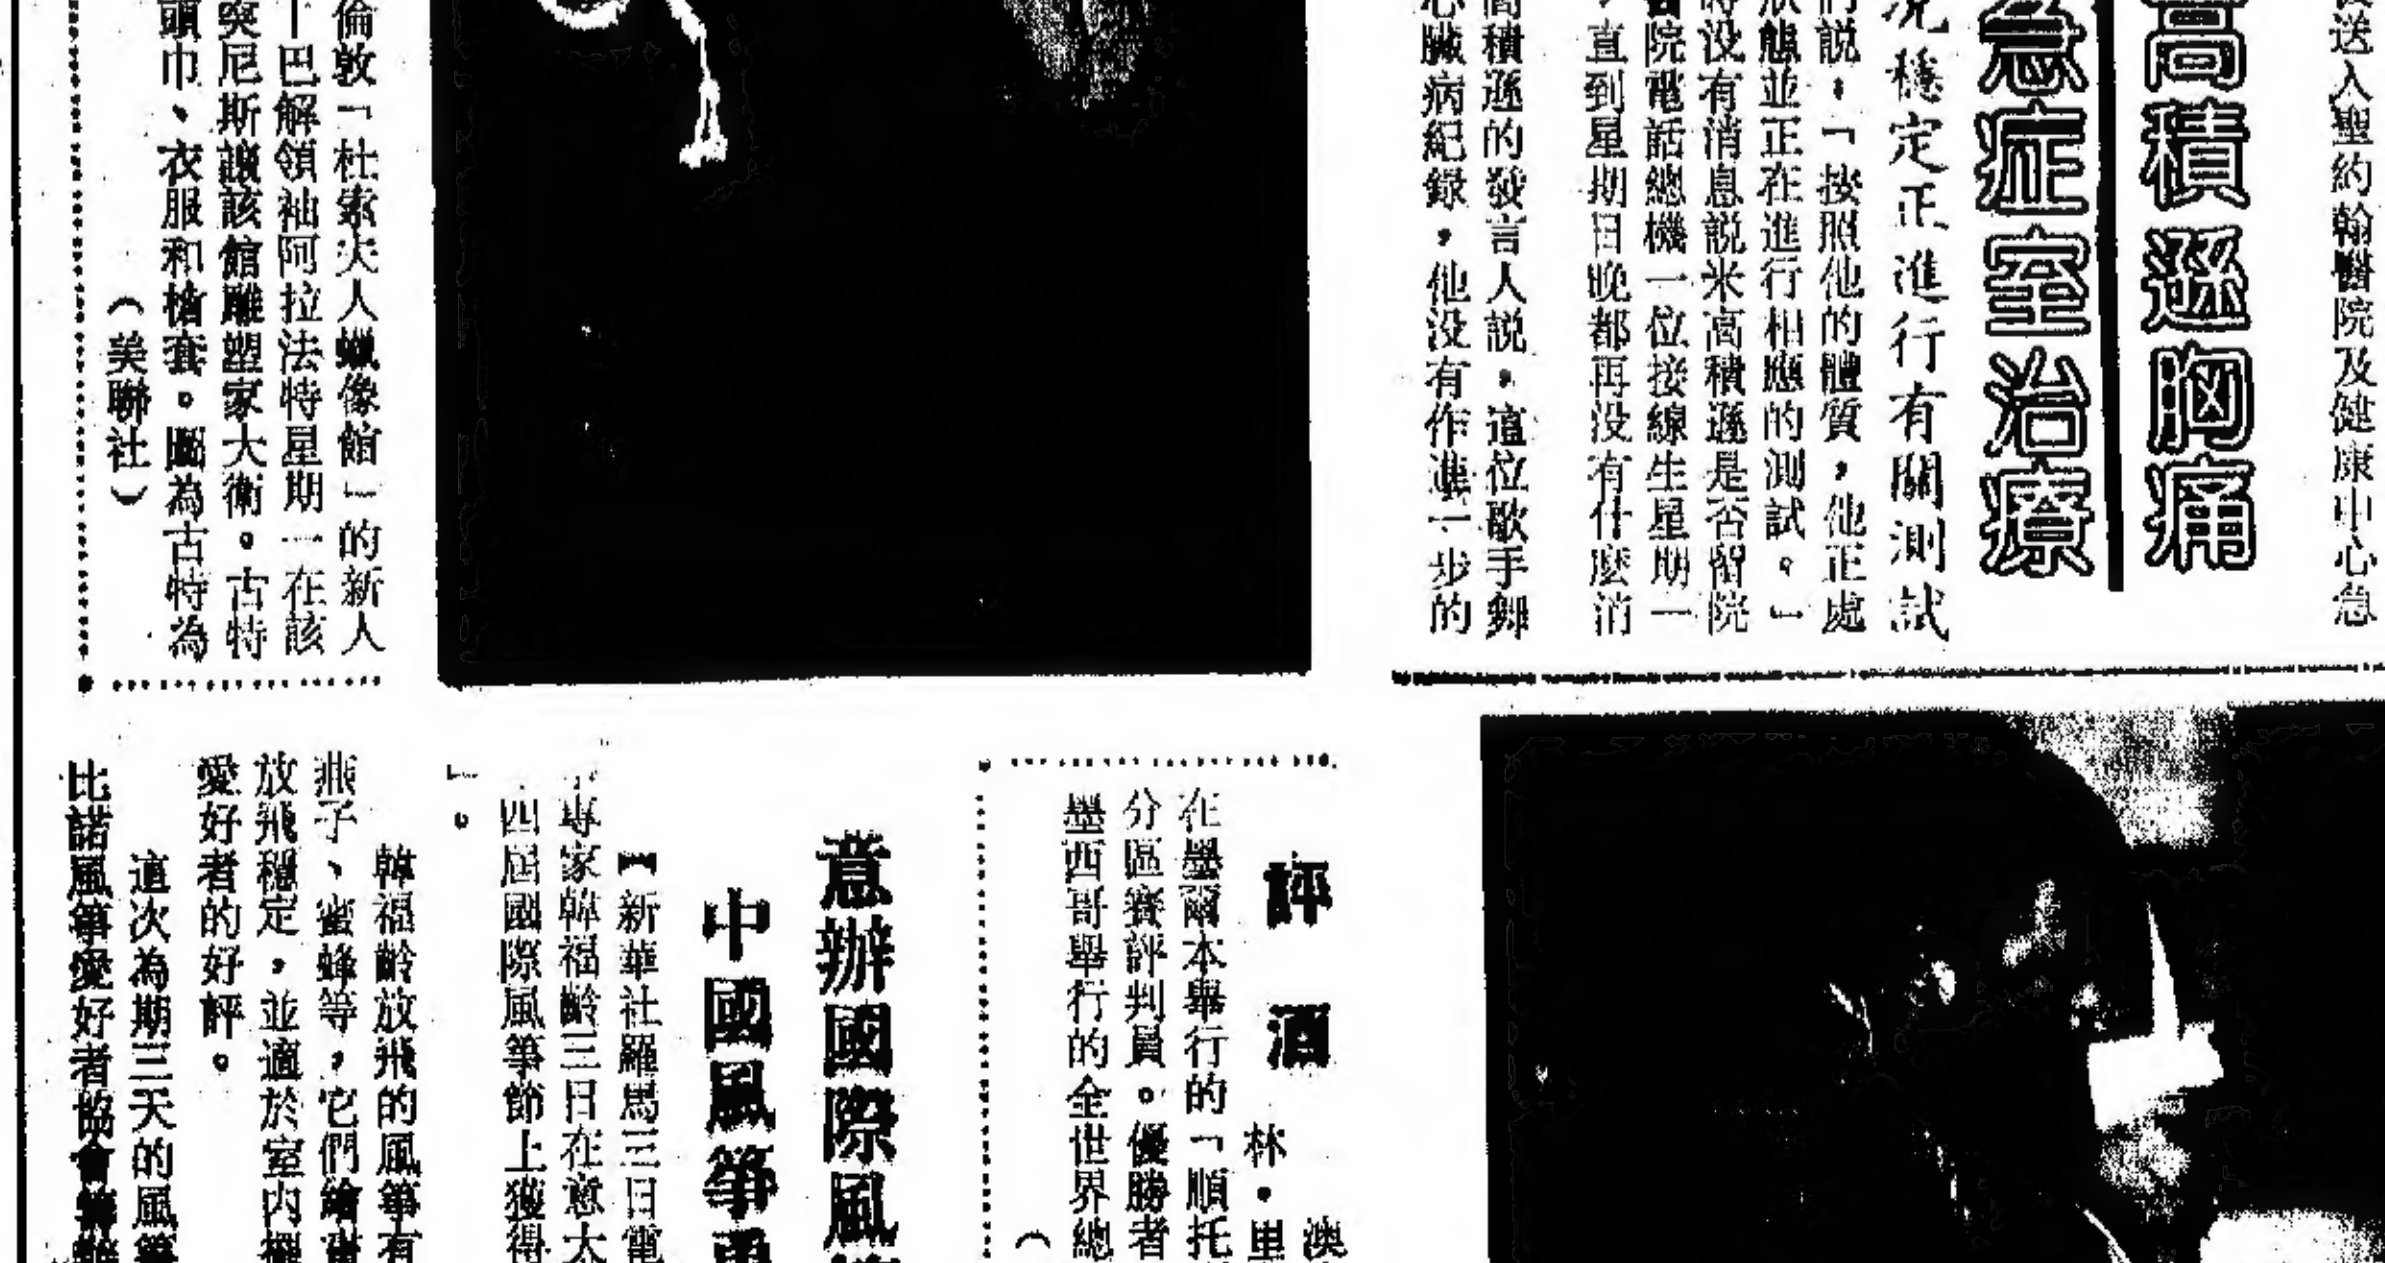 後送入聖約翰醫院及健康中心急
高積遜胸痛
急症室治療
況穩定正進行有關測試
們說，「按照他的體質，他正處
狀態並正在進行相應的測試。」
時没有消息説米高積遜是否留院
醫院電話總機一位接線生星期一
，直到星期日晚都再没有什麽消
高積遜的發言人説，這位歌手舞
心臟病紀錄，他没有作進一步的
倫敦「杜索夫人蠟像館」的新人
巴解領袖阿拉法特星期一在該
突尼斯讓該館雕塑家大衛。古特
頭巾、衣服和槍套。圖為古特為
（美聯社）
評酒
澳
林·里
在墨爾本舉行的「順托
分區賽評判員。優勝者
墨西哥舉行的全世界總
（
意辦國際風
中國風箏
【新華社羅馬三日電
專家韓福齡三日在意大
四屆國際風箏節上獲得
」。
韓福齡放飛的風箏有
燕子、蜜蜂等，它們繪
放飛穩定，並適於室内
愛好者的好評。
這次為期三天的風箏
比諾風箏愛好者協會